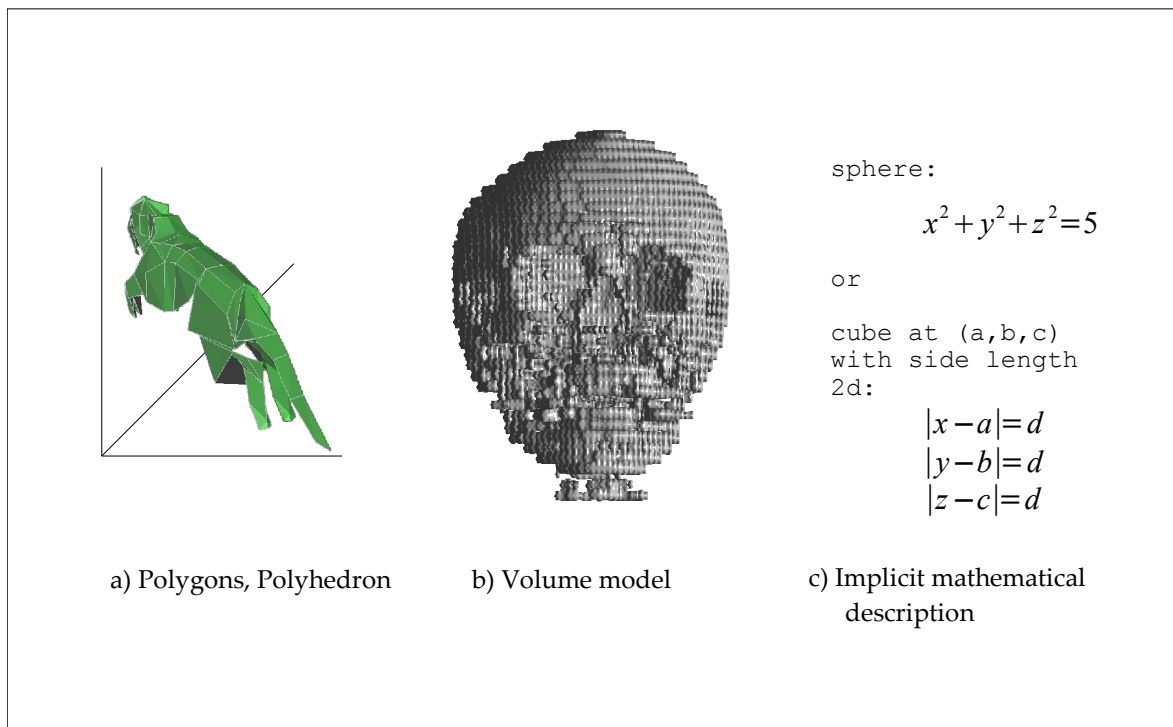 sphere:
x²+y²+z²=5
or
cube at (a,b,c)
with side length
2d:
|x−a|=d
|y−b|=d
|z−c|=d
a) Polygons, Polyhedron
b) Volume model
c) Implicit mathematical
description